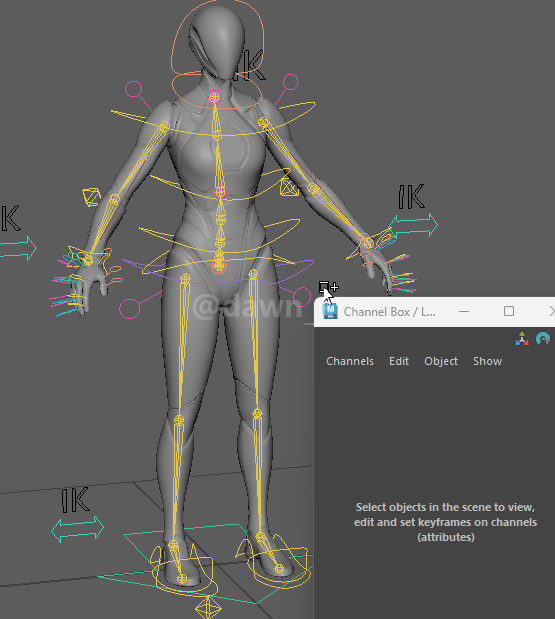 IK
IK
K
@dawn_
Channel Box / L...
Channels Edit Object Show
Select objects in the scene to view,
edit and set keyframes on channels
(attributes)
IK